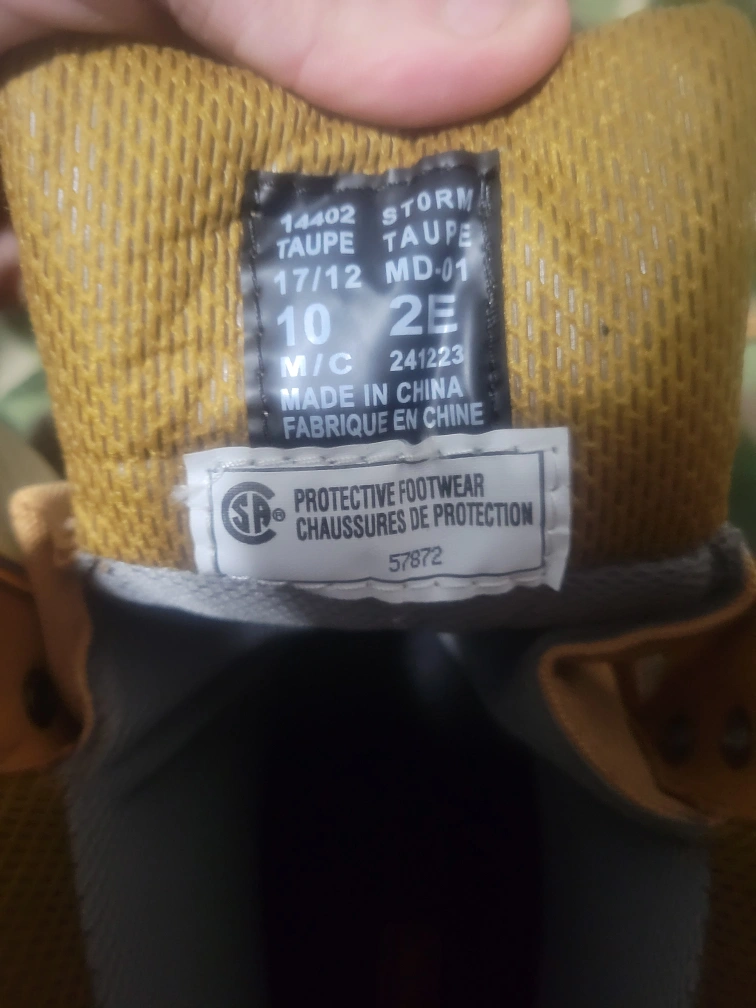 14402 STORM
TAUPE TAUPE
17/12 MD-01
10 2E
M/C 241223
MADE IN CHINA
FABRIQUE EN CHINE
CSA® PROTECTIVE FOOTWEAR
CHAUSSURES DE PROTECTION
57872